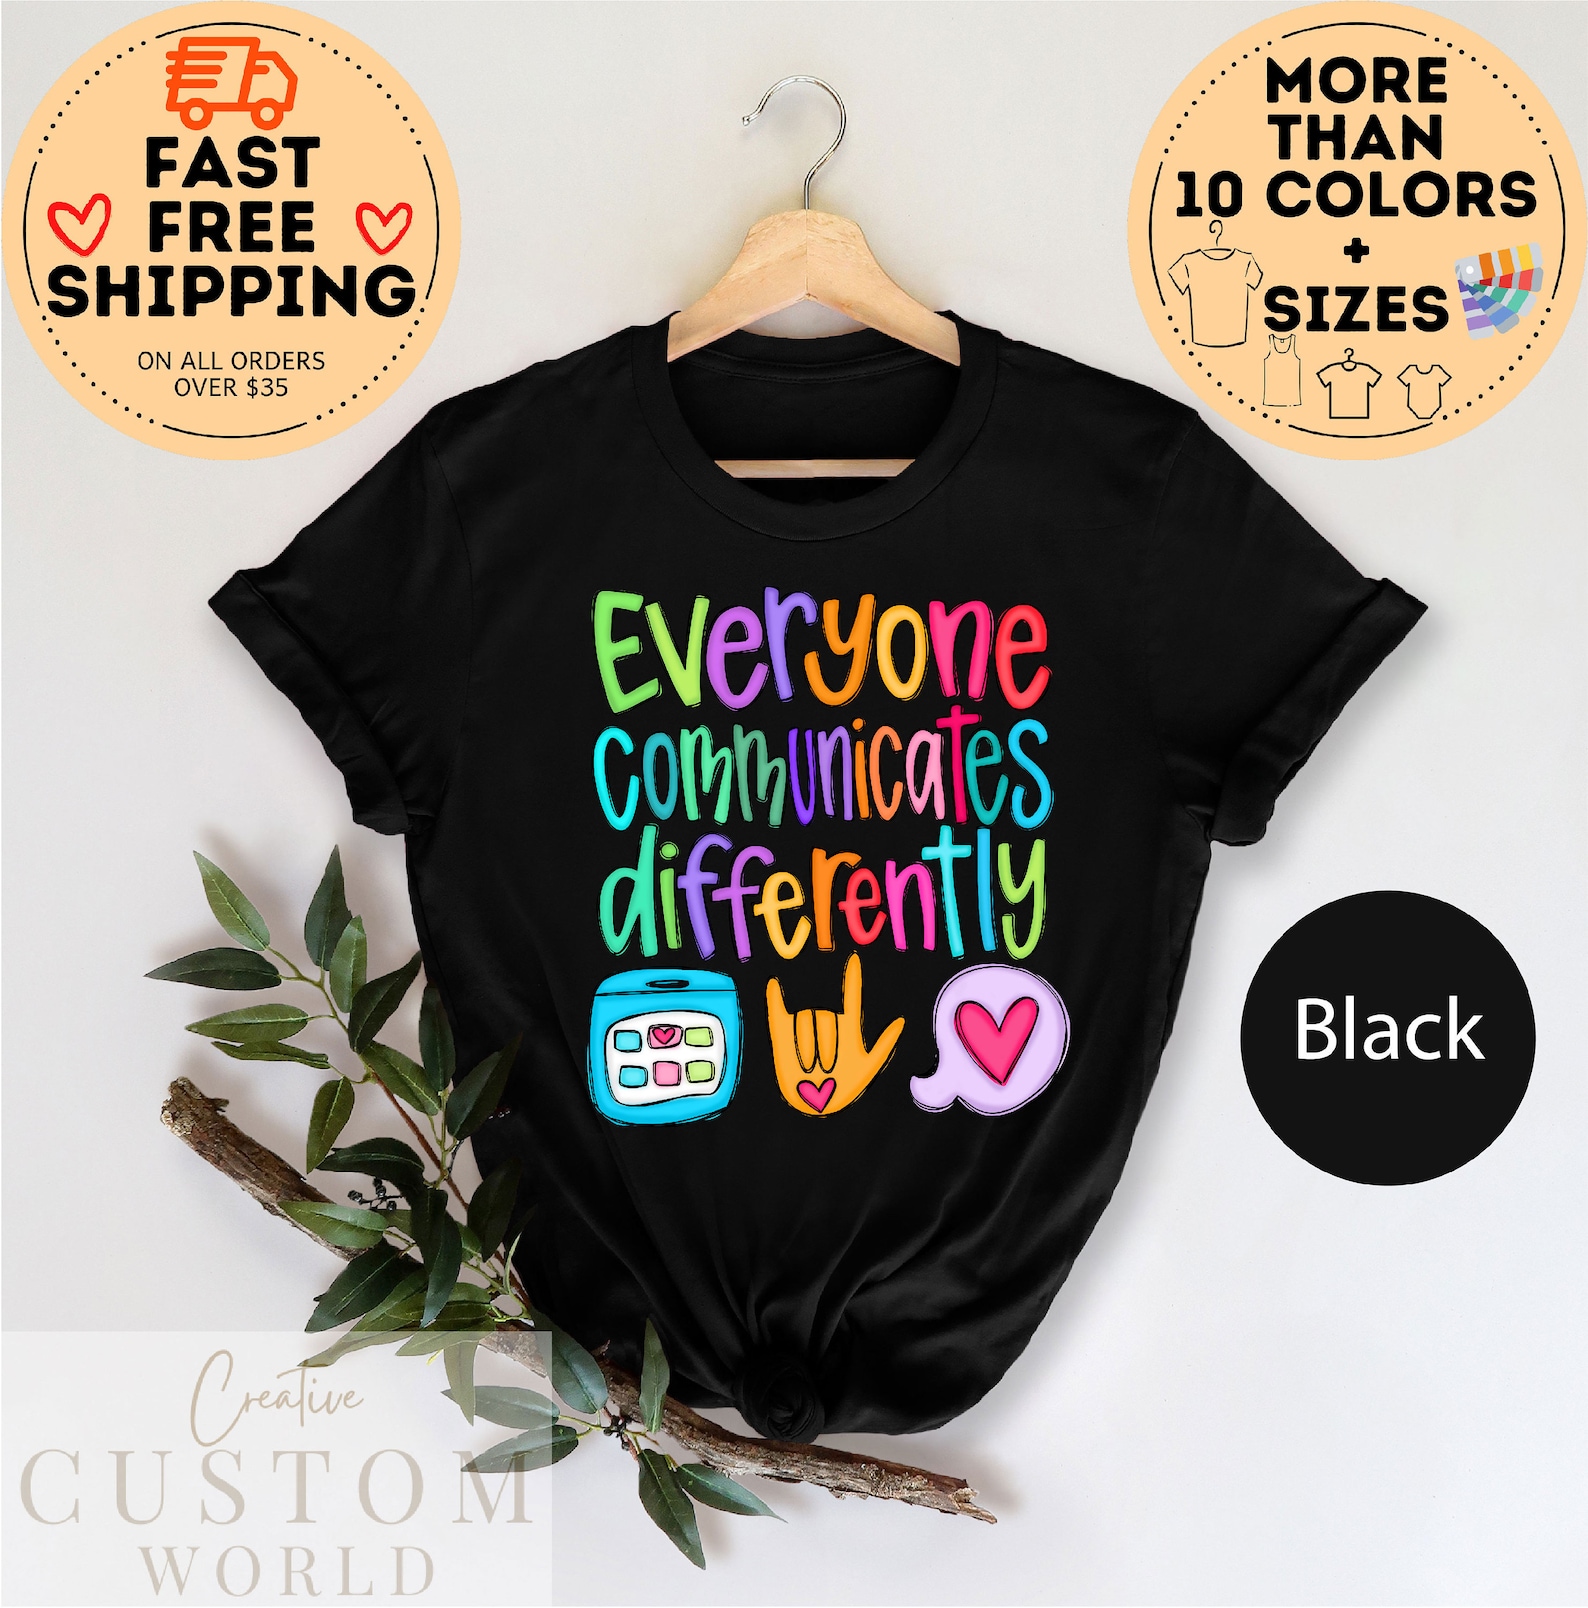 FAST
FREE
SHIPPING
ON ALL ORDERS
OVER $35
MORE
THAN
10 COLORS
+
SIZES
Everyone
communicates
differently
Black
Creative
CUSTOM
WORLD